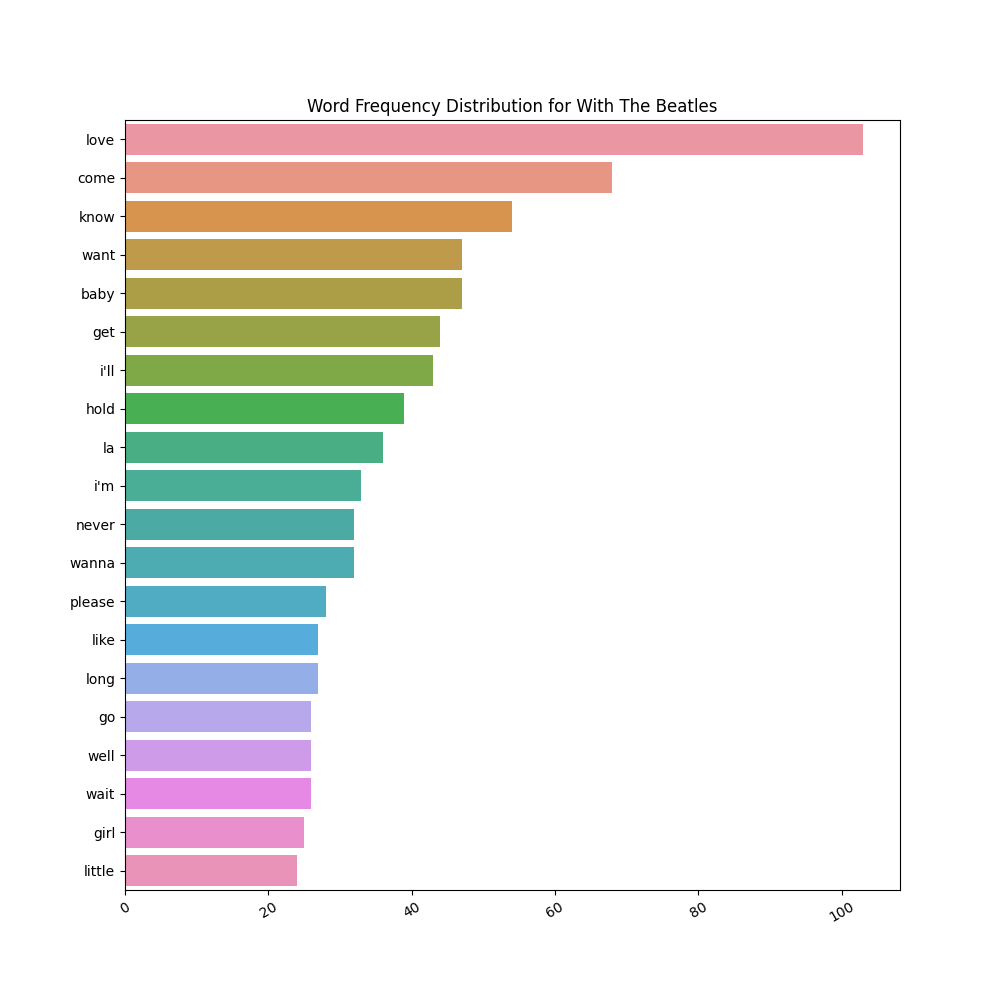 Word Frequency Distribution for With The Beatles
love
come
know
want
baby
get
i'll
hold
la
i'm
never
wanna
please
like
long
go
well
wait
girl
little
0 20 40 60 80 100